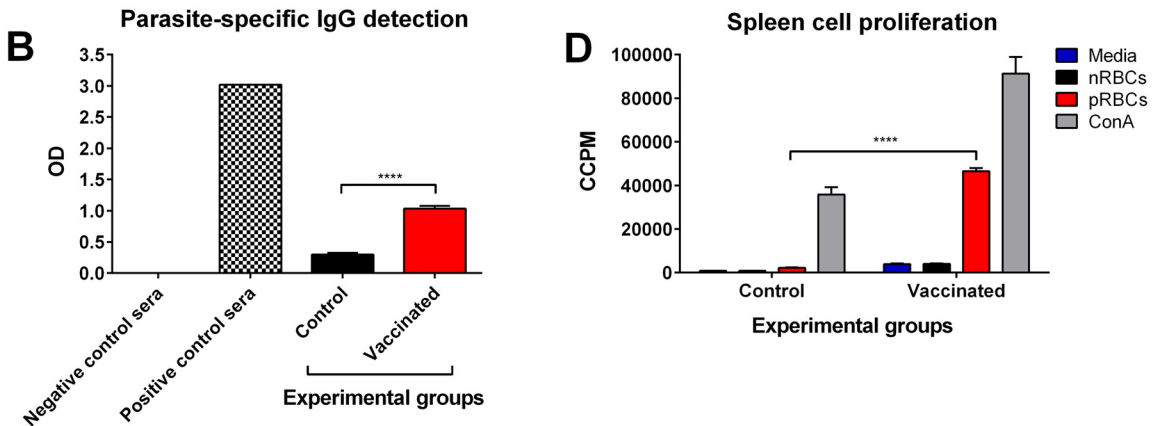 B
Parasite-specific IgG detection
OD
3.5
3.0
2.5
2.0
1.5
1.0
0.5
0.0
****
Negative control sera
Positive control sera
Control
Vaccinated
Experimental groups
D
Spleen cell proliferation
CCPM
100000
80000
60000
40000
20000
0
****
Control
Vaccinated
Experimental groups
Media
nRBCs
pRBCs
ConA